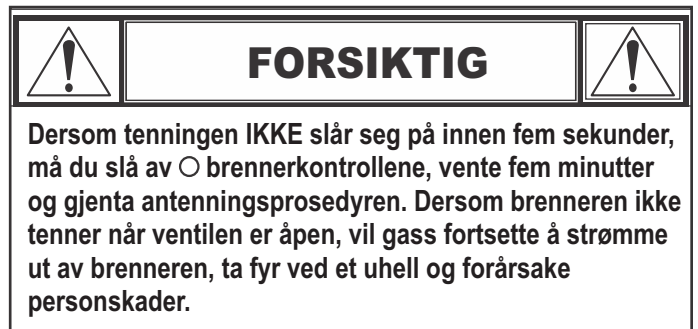 FORSIKTIG
Dersom tenningen IKKE slår seg på innen fem sekunder,
må du slå av ○ brennerkontrollene, vente fem minutter
og gjenta antenningsprosedyren. Dersom brenneren ikke
tenner når ventilen er åpen, vil gass fortsette å strømme
ut av brenneren, ta fyr ved et uhell og forårsake
personskader.